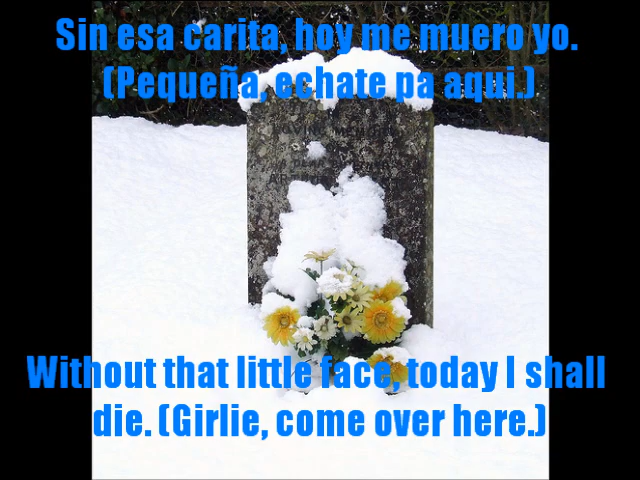 Sin esa carita, hoy me muero yo.
(Pequeña, echate pa aqui.)
Without that little face, today I shall
die. (Girlie, come over here.)